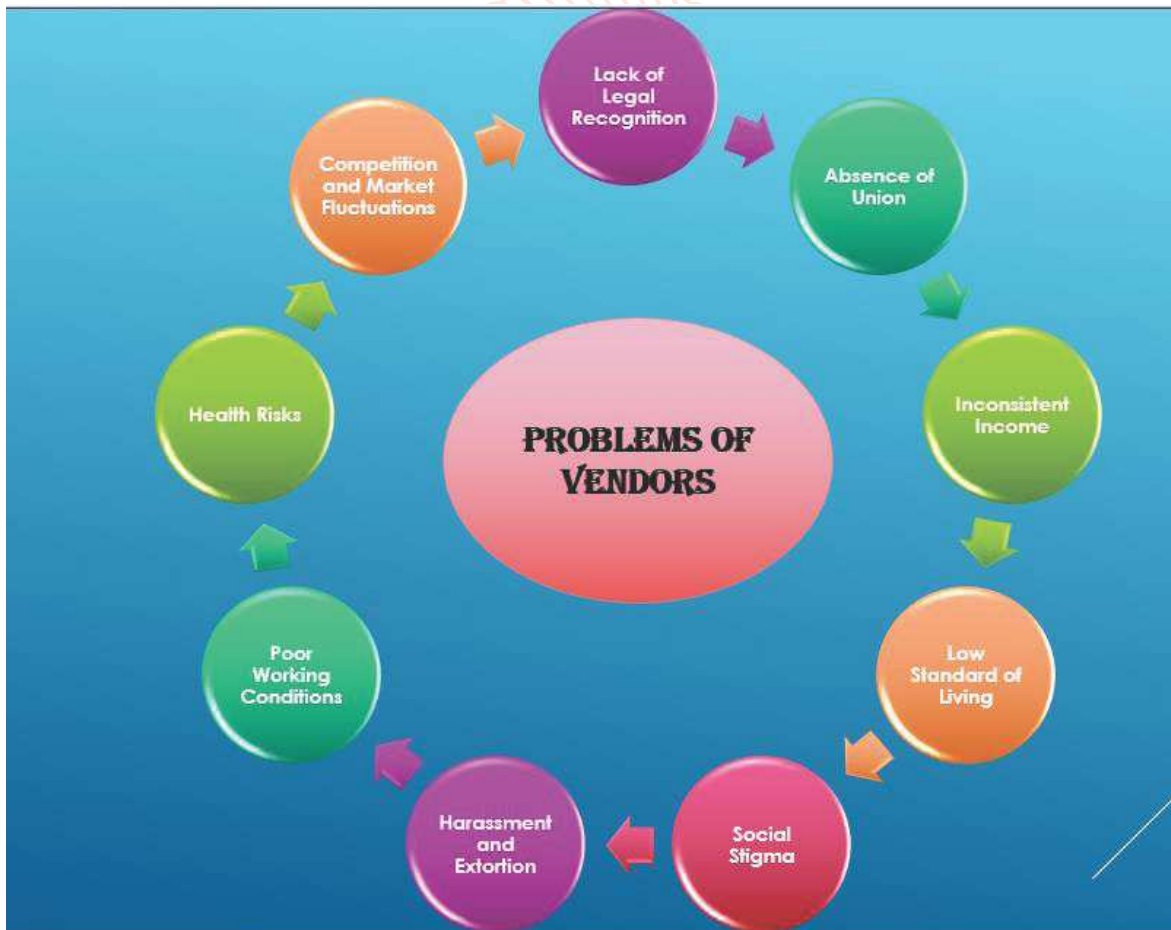 Lack of
Legal
Recognition
Absence of
Union
Inconsistent
Income
Low
Standard of
Living
Social
Stigma
Harassment
and
Extortion
Poor
Working
Conditions
Health Risks
Competition
and Market
Fluctuations
PROBLEMS OF
VENDORS